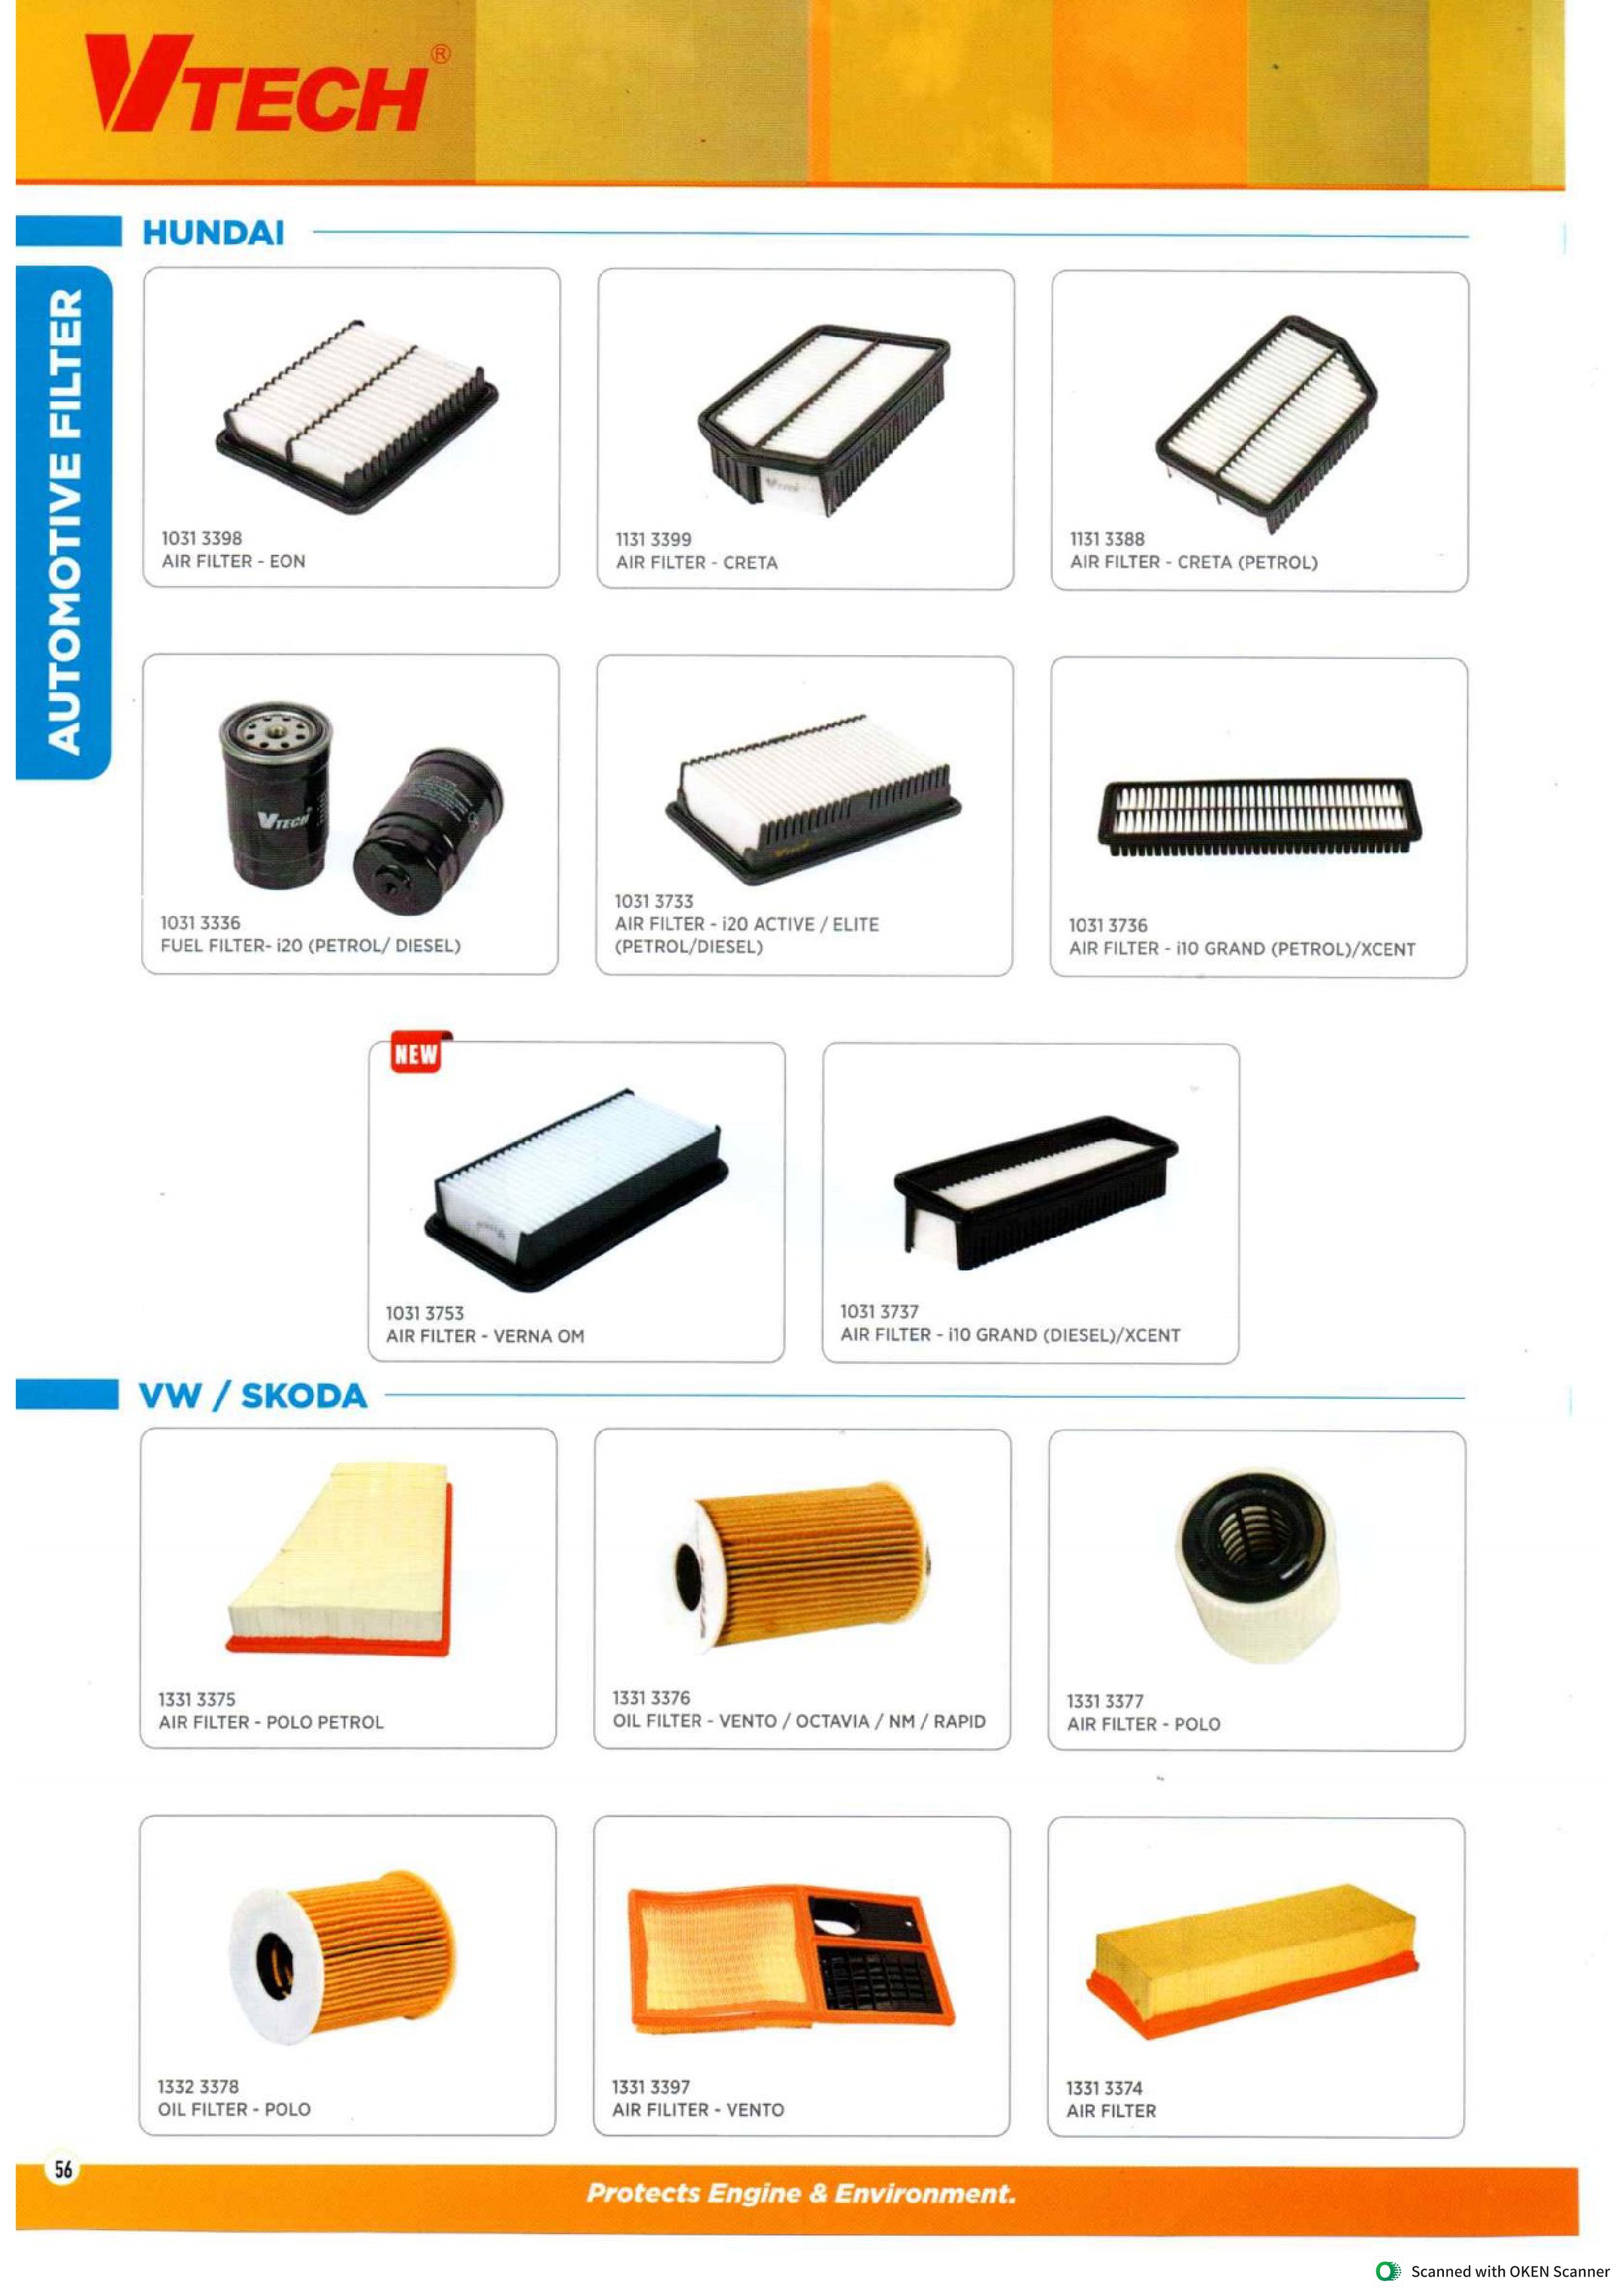 VTECH®
HUNDAI
AUTOMOTIVE FILTER
1031 3398
AIR FILTER - EON
1131 3399
AIR FILTER - CRETA
1131 3388
AIR FILTER - CRETA (PETROL)
VTECH
1031 3336
FUEL FILTER- i20 (PETROL/ DIESEL)
1031 3733
AIR FILTER - i20 ACTIVE / ELITE
(PETROL/DIESEL)
1031 3736
AIR FILTER - i10 GRAND (PETROL)/XCENT
NEW
1031 3753
AIR FILTER - VERNA OM
1031 3737
AIR FILTER - i10 GRAND (DIESEL)/XCENT
VW / SKODA
1331 3375
AIR FILTER - POLO PETROL
1331 3376
OIL FILTER - VENTO / OCTAVIA / NM / RAPID
1331 3377
AIR FILTER - POLO
1332 3378
OIL FILTER - POLO
1331 3397
AIR FILITER - VENTO
1331 3374
AIR FILTER
56
Protects Engine & Environment.
Scanned with OKEN Scanner